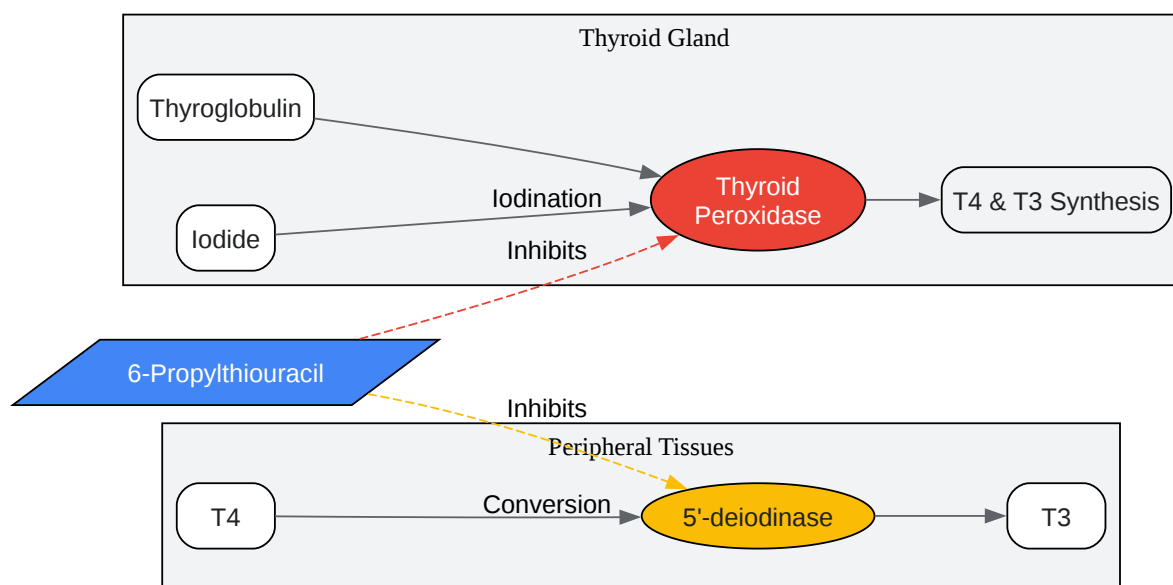 Thyroid Gland
Thyroglobulin
Thyroid
Peroxidase
Iodination
T4 & T3 Synthesis
Iodide
Inhibits
6-Propylthiouracil
Inhibits
Peripheral Tissues
T4
Conversion
5'-deiodinase
T3